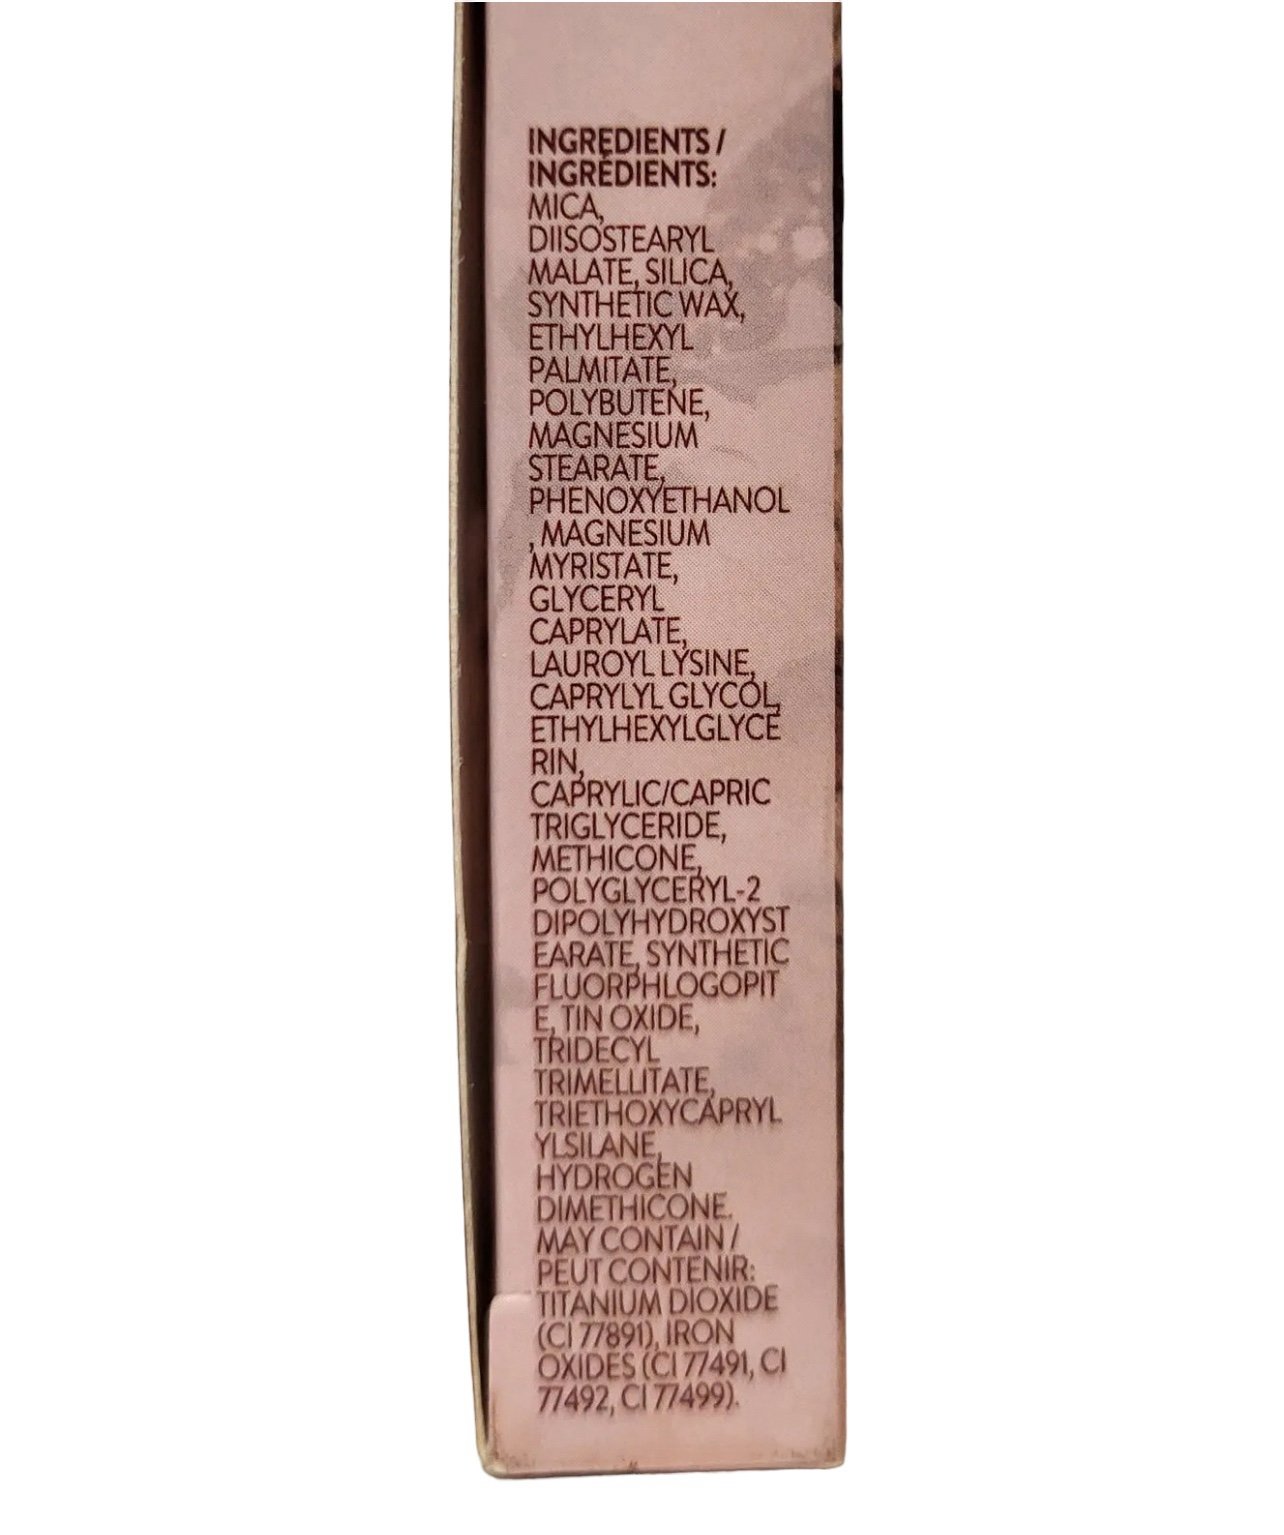 INGREDIENTS /
INGRÉDIENTS:
MICA,
DIISOSTEARYL
MALATE, SILICA,
SYNTHETIC WAX,
ETHYLHEXYL
PALMITATE,
POLYBUTENE,
MAGNESIUM
STEARATE,
PHENOXYETHANOL
, MAGNESIUM
MYRISTATE,
GLYCERYL
CAPRYLATE,
LAUROYL LYSINE,
CAPRYLYL GLYCOL,
ETHYLHEXYLGLYCE
RIN,
CAPRYLIC/CAPRIC
TRIGLYCERIDE,
METHICONE,
POLYGLYCERYL-2
DIPOLYHYDROXYST
EARATE, SYNTHETIC
FLUORPHLOGOPIT
E, TIN OXIDE,
TRIDECYL
TRIMELLITATE,
TRIETHOXYCAPRYL
YLSILANE,
HYDROGEN
DIMETHICONE.
MAY CONTAIN /
PEUT CONTENIR:
TITANIUM DIOXIDE
(CI 77891), IRON
OXIDES (CI 77491, CI
77492, CI 77499).